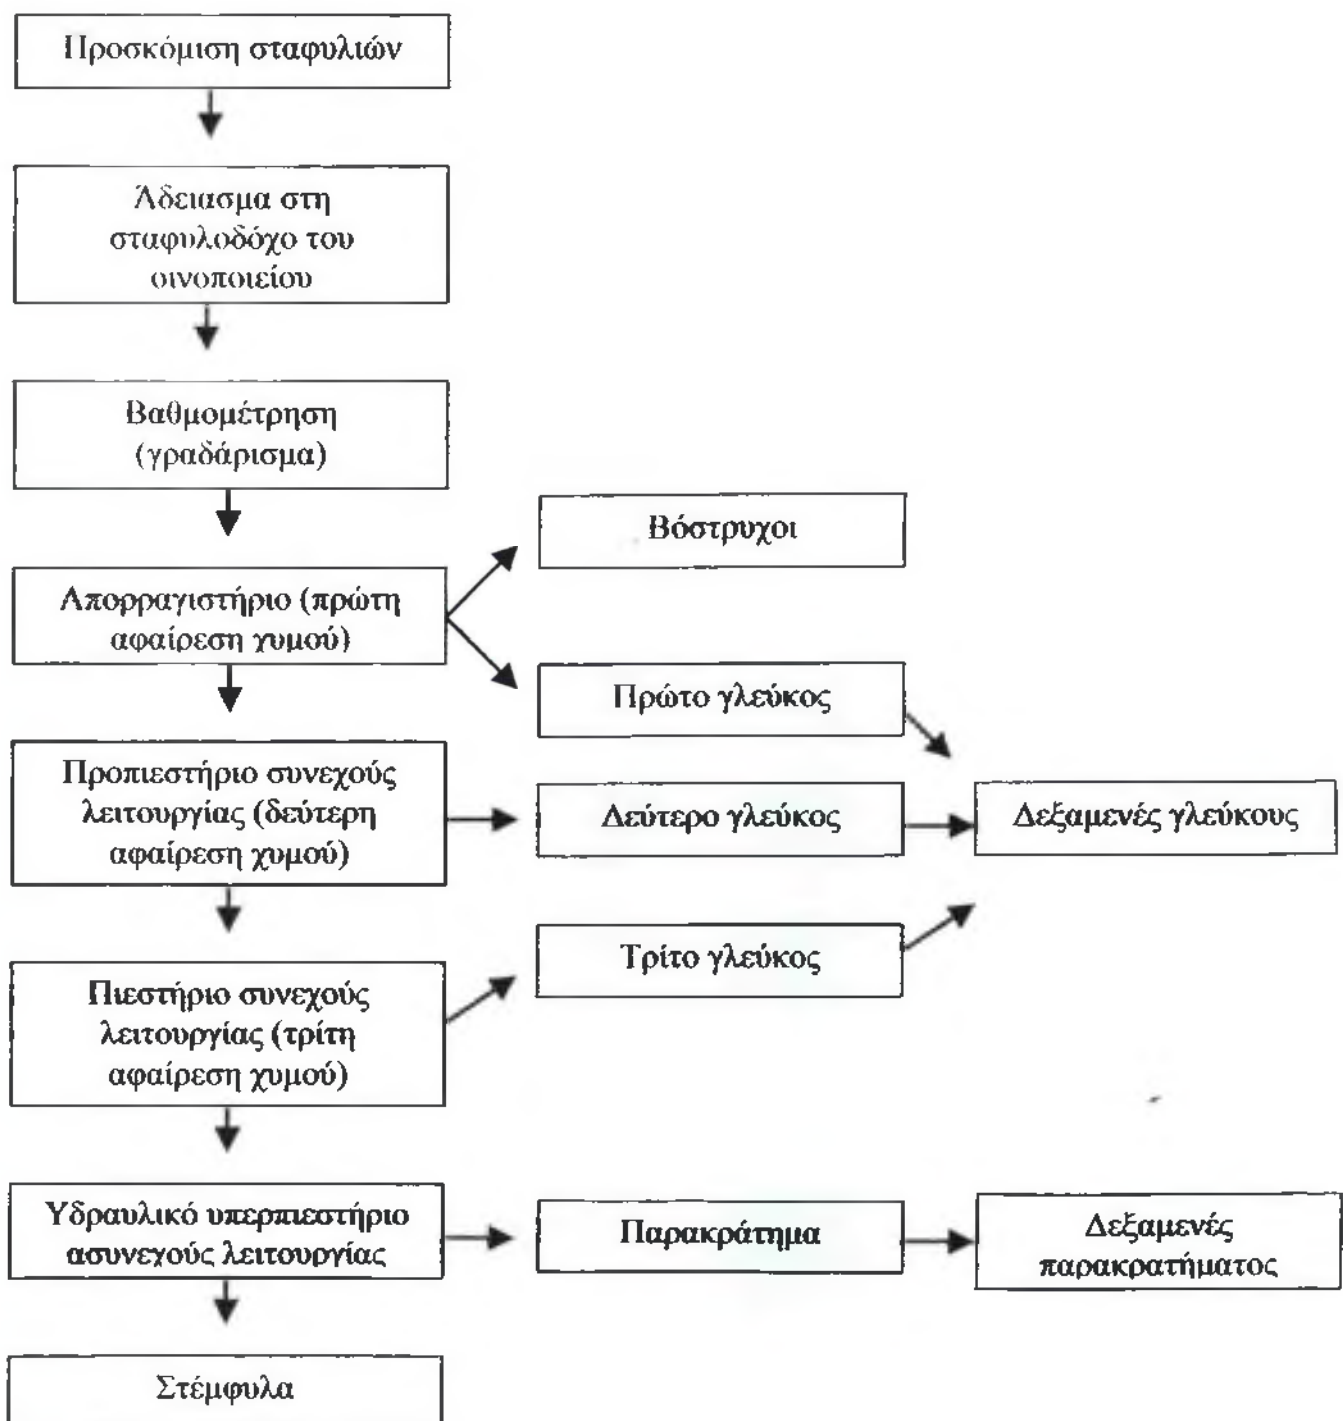 Προσκόμιση σταφυλιών
Άδειασμα στη
σταφυλοδόχο του
οινοποιείου
Βαθμομέτρηση
(γραδάρισμα)
Βόστρυχοι
Απορραγιστήριο (πρώτη
αφαίρεση χυμού)
Πρώτο γλεύκος
Προπιεστήριο συνεχούς
λειτουργίας (δεύτερη
αφαίρεση χυμού)
Δεύτερο γλεύκος
Δεξαμενές γλεύκους
Τρίτο γλεύκος
Πιεστήριο συνεχούς
λειτουργίας (τρίτη
αφαίρεση χυμού)
Υδραυλικό υπερπιεστήριο
ασυνεχούς λειτουργίας
Παρακράτημα
Δεξαμενές
παρακρατήματος
Στέμφυλα